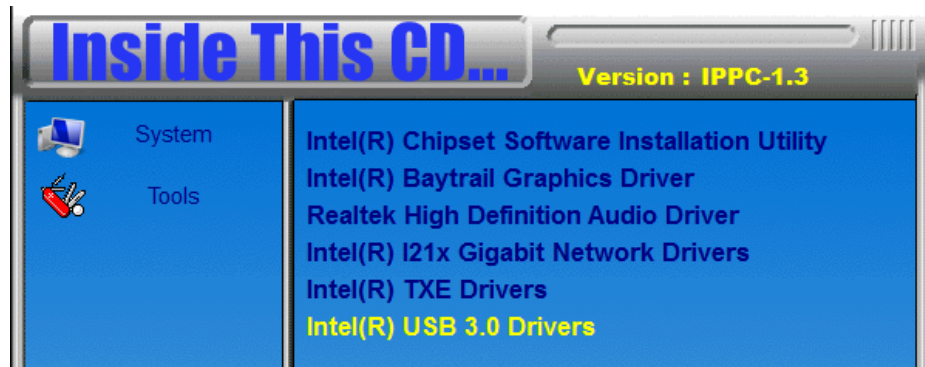 Inside This CD...
Version : IPPC-1.3
System
Tools
Intel(R) Chipset Software Installation Utility
Intel(R) Baytrail Graphics Driver
Realtek High Definition Audio Driver
Intel(R) I21x Gigabit Network Drivers
Intel(R) TXE Drivers
Intel(R) USB 3.0 Drivers